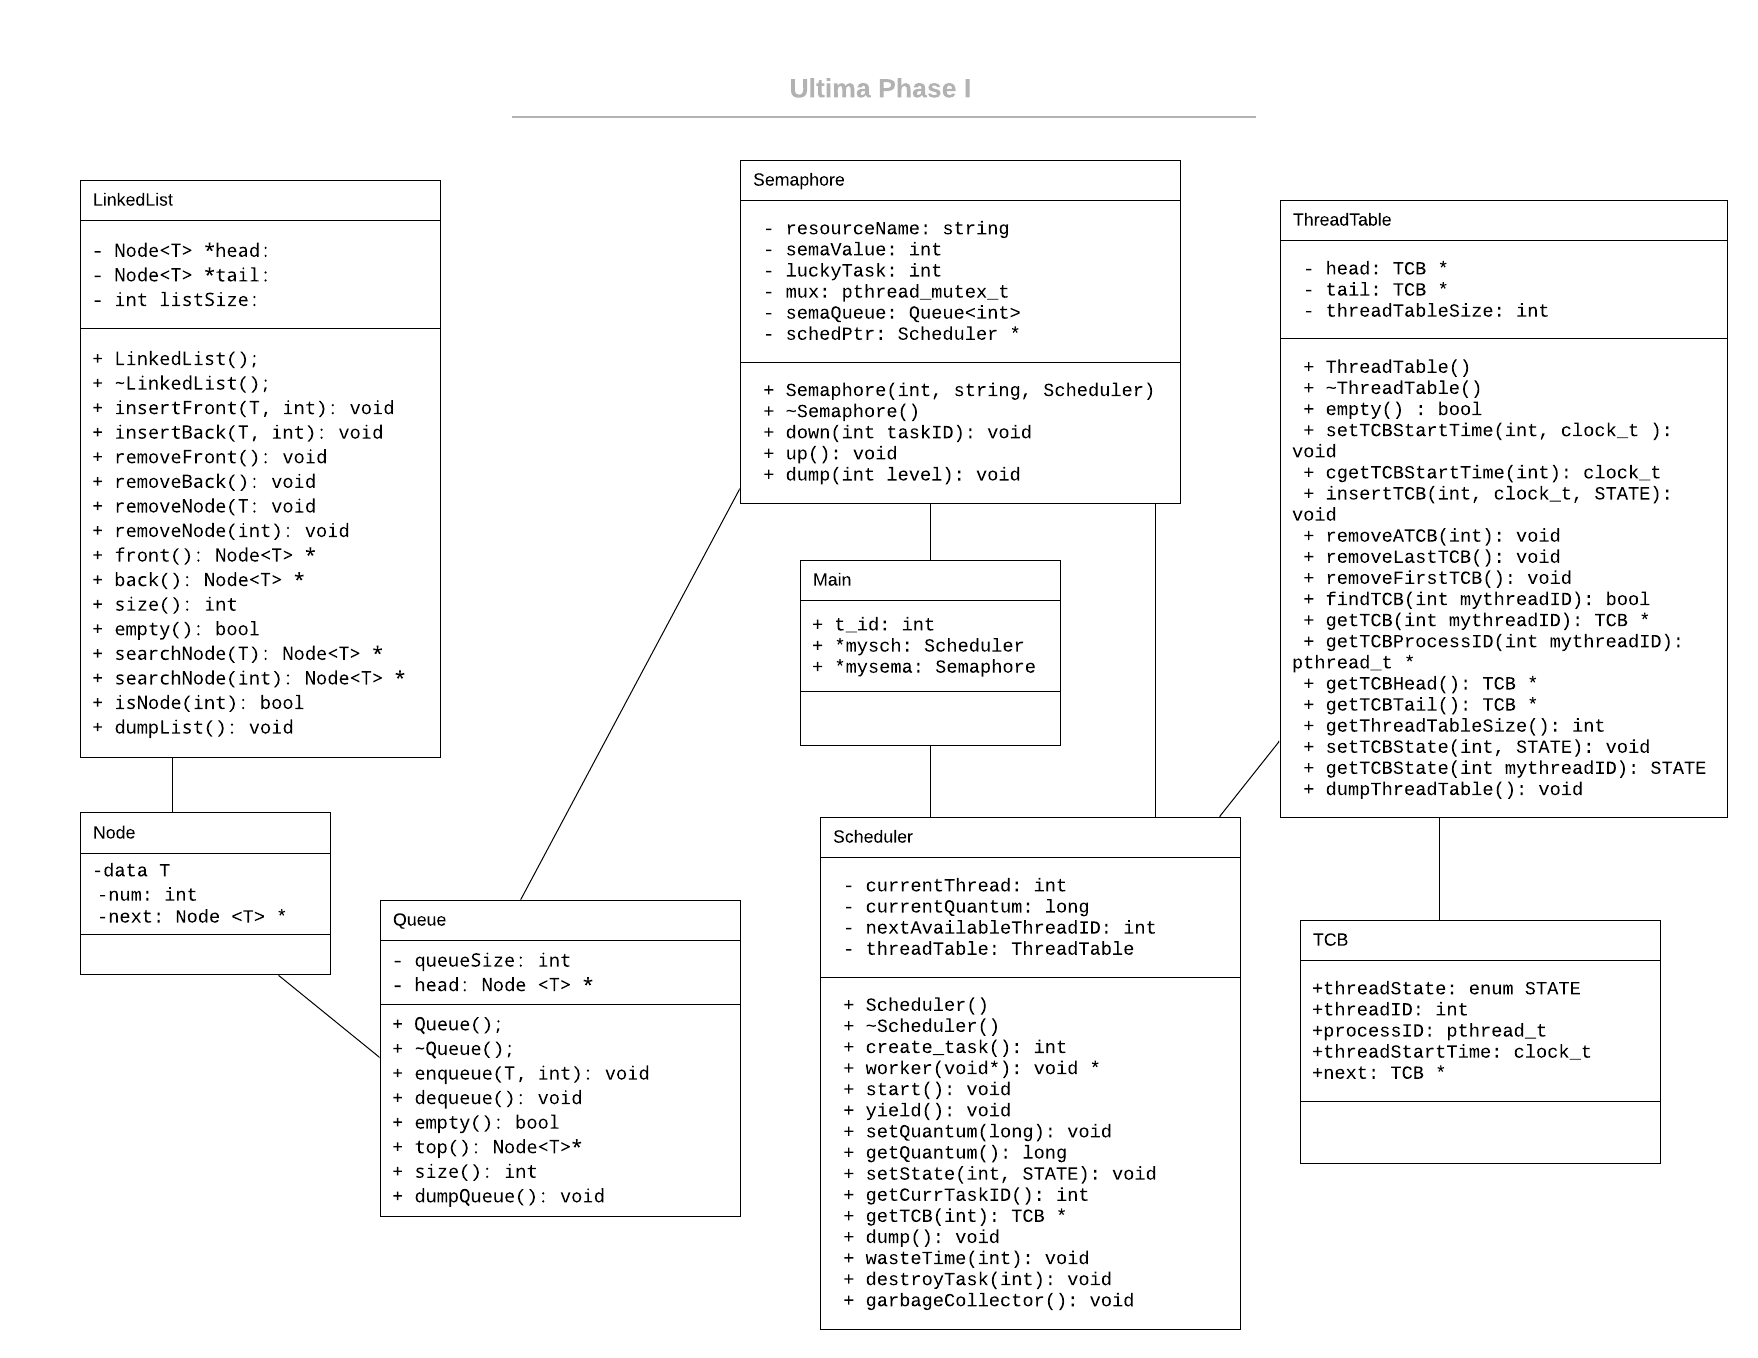 Ultima Phase I
LinkedList
- Node<T> *head:
- Node<T> *tail:
- int listSize:
+ LinkedList();
+ ~LinkedList();
+ insertFront(T, int): void
+ insertBack(T, int): void
+ removeFront(): void
+ removeBack(): void
+ removeNode(T: void
+ removeNode(int): void
+ front(): Node<T> *
+ back(): Node<T> *
+ size(): int
+ empty(): bool
+ searchNode(T): Node<T> *
+ searchNode(int): Node<T> *
+ isNode(int): bool
+ dumpList(): void
Node
-data T
-num: int
-next: Node <T> *
Queue
- queueSize: int
- head: Node <T> *
+ Queue();
+ ~Queue();
+ enqueue(T, int): void
+ dequeue(): void
+ empty(): bool
+ top(): Node<T>*
+ size(): int
+ dumpQueue(): void
Semaphore
- resourceName: string
- semaValue: int
- luckyTask: int
- mux: pthread_mutex_t
- semaQueue: Queue<int>
- schedPtr: Scheduler *
+ Semaphore(int, string, Scheduler)
+ ~Semaphore()
+ down(int taskID): void
+ up(): void
+ dump(int level): void
Main
+ t_id: int
+ *mysch: Scheduler
+ *mysema: Semaphore
Scheduler
- currentThread: int
- currentQuantum: long
- nextAvailableThreadID: int
- threadTable: ThreadTable
+ Scheduler()
+ ~Scheduler()
+ create_task(): int
+ worker(void*): void *
+ start(): void
+ yield(): void
+ setQuantum(long): void
+ getQuantum(): long
+ setState(int, STATE): void
+ getCurrTaskID(): int
+ getTCB(int): TCB *
+ dump(): void
+ wasteTime(int): void
+ destroyTask(int): void
+ garbageCollector(): void
ThreadTable
- head: TCB *
- tail: TCB *
- threadTableSize: int
+ ThreadTable()
+ ~ThreadTable()
+ empty() : bool
+ setTCBStartTime(int, clock_t ):
void
+ cgetTCBStartTime(int): clock_t
+ insertTCB(int, clock_t, STATE):
void
+ removeATCB(int): void
+ removeLastTCB(): void
+ removeFirstTCB(): void
+ findTCB(int mythreadID): bool
+ getTCB(int mythreadID): TCB *
+ getTCBProcessID(int mythreadID):
pthread_t *
+ getTCBHead(): TCB *
+ getTCBTail(): TCB *
+ getThreadTableSize(): int
+ setTCBState(int, STATE): void
+ getTCBState(int mythreadID): STATE
+ dumpThreadTable(): void
TCB
+threadState: enum STATE
+threadID: int
+processID: pthread_t
+threadStartTime: clock_t
+next: TCB *